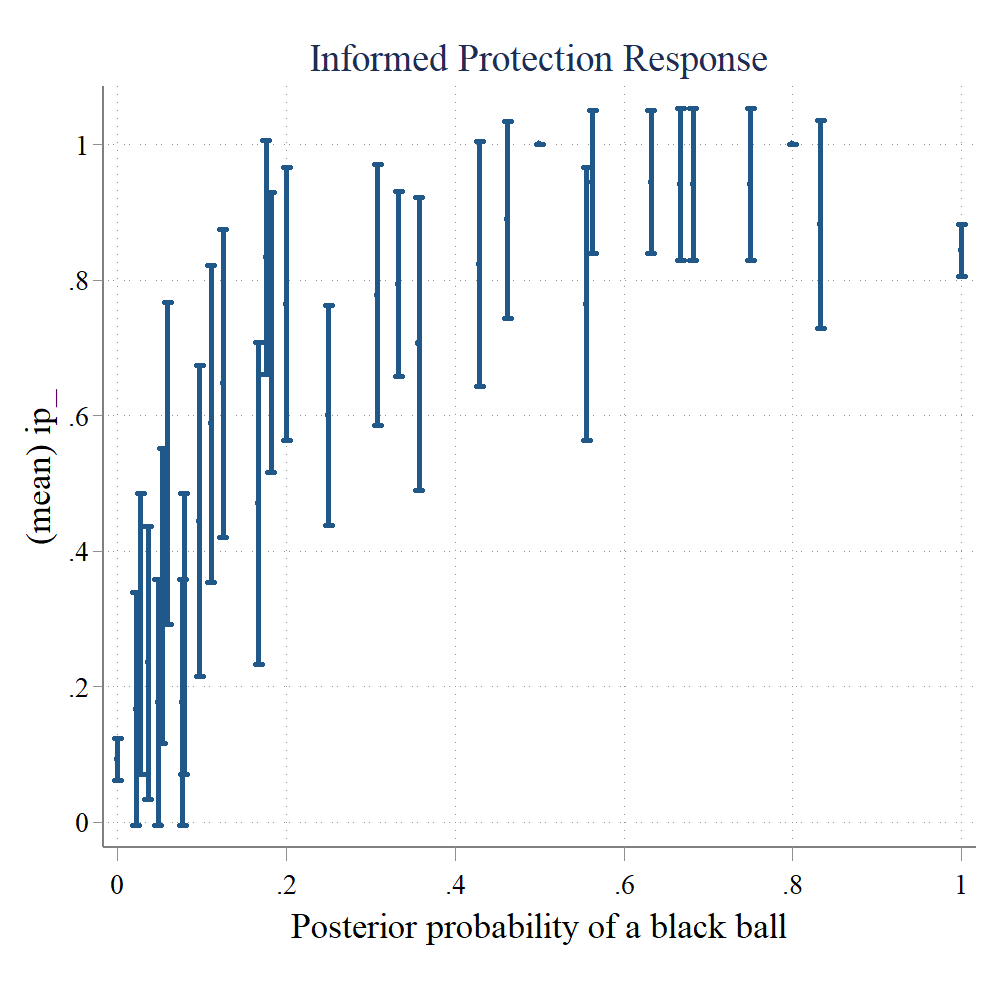 Informed Protection Response
(mean) ip_
1
.8
.6
.4
.2
0
0 .2 .4 .6 .8 1
Posterior probability of a black ball